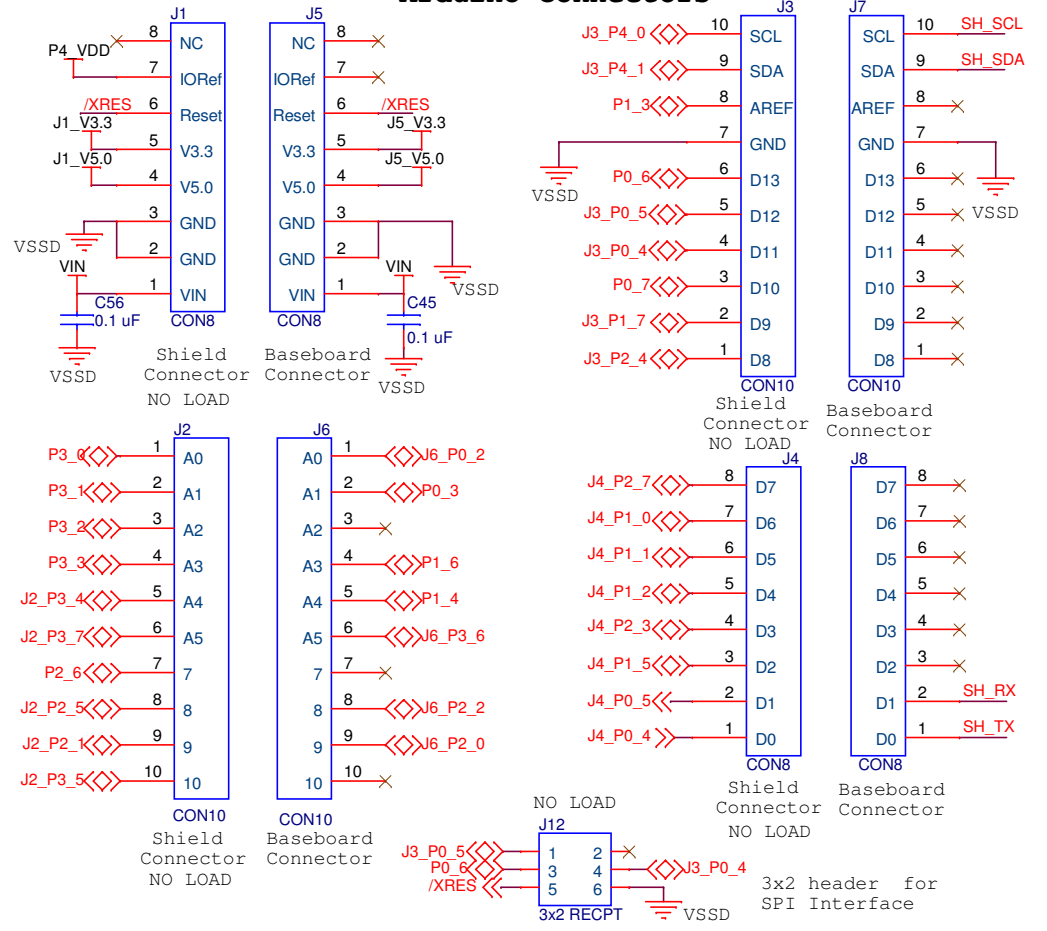 J1
8 NC
P4_VDD 7 IORef
/XRES 6 Reset
J1_V3.3 5 V3.3
J1_V5.0 4 V5.0
3 GND
VSSD 2 GND
VIN 1 VIN
C56
0.1 uF
VSSD
CON8
Shield
Connector
NO LOAD
J5
NC 8
IORef 7
Reset 6 /XRES
V3.3 5 J5_V3.3
V5.0 4 J5_V5.0
GND 3
GND 2 VSSD
VIN 1 VIN
C45
0.1 uF
VSSD
CON8
Baseboard
Connector
J3
J3_P4_0 10 SCL
J3_P4_1 9 SDA
P1_3 8 AREF
VSSD 7 GND
P0_6 6 D13
J3_P0_5 5 D12
J3_P0_4 4 D11
P0_7 3 D10
J3_P1_7 2 D9
J3_P2_4 1 D8
CON10
Shield
Connector
NO LOAD
J7
SCL 10 SH_SCL
SDA 9 SH_SDA
AREF 8
GND 7 VSSD
D13 6
D12 5
D11 4
D10 3
D9 2
D8 1
CON10
Baseboard
Connector
J2
P3_0 1 A0
P3_1 2 A1
P3_2 3 A2
P3_3 4 A3
J2_P3_4 5 A4
J2_P3_7 6 A5
P2_6 7 7
J2_P2_5 8 8
J2_P2_1 9 9
J2_P3_5 10 10
CON10
Shield
Connector
NO LOAD
J6
A0 1 J6_P0_2
A1 2 P0_3
A2 3
A3 4 P1_6
A4 5 P1_4
A5 6 J6_P3_6
7 7
8 8 J6_P2_2
9 9 J6_P2_0
10 10
CON10
Baseboard
Connector
J4
J4_P2_7 8 D7
J4_P1_0 7 D6
J4_P1_1 6 D5
J4_P1_2 5 D4
J4_P2_3 4 D3
J4_P1_5 3 D2
J4_P0_5 2 D1
J4_P0_4 1 D0
CON8
Shield
Connector
NO LOAD
J8
D7 8
D6 7
D5 6
D4 5
D3 4
D2 3
D1 2 SH_RX
D0 1 SH_TX
CON8
Baseboard
Connector
NO LOAD
J12
J3_P0_5 1 2
P0_6 3 4 J3_P0_4
/XRES 5 6 VSSD
3x2 RECPT
3x2 header for
SPI Interface